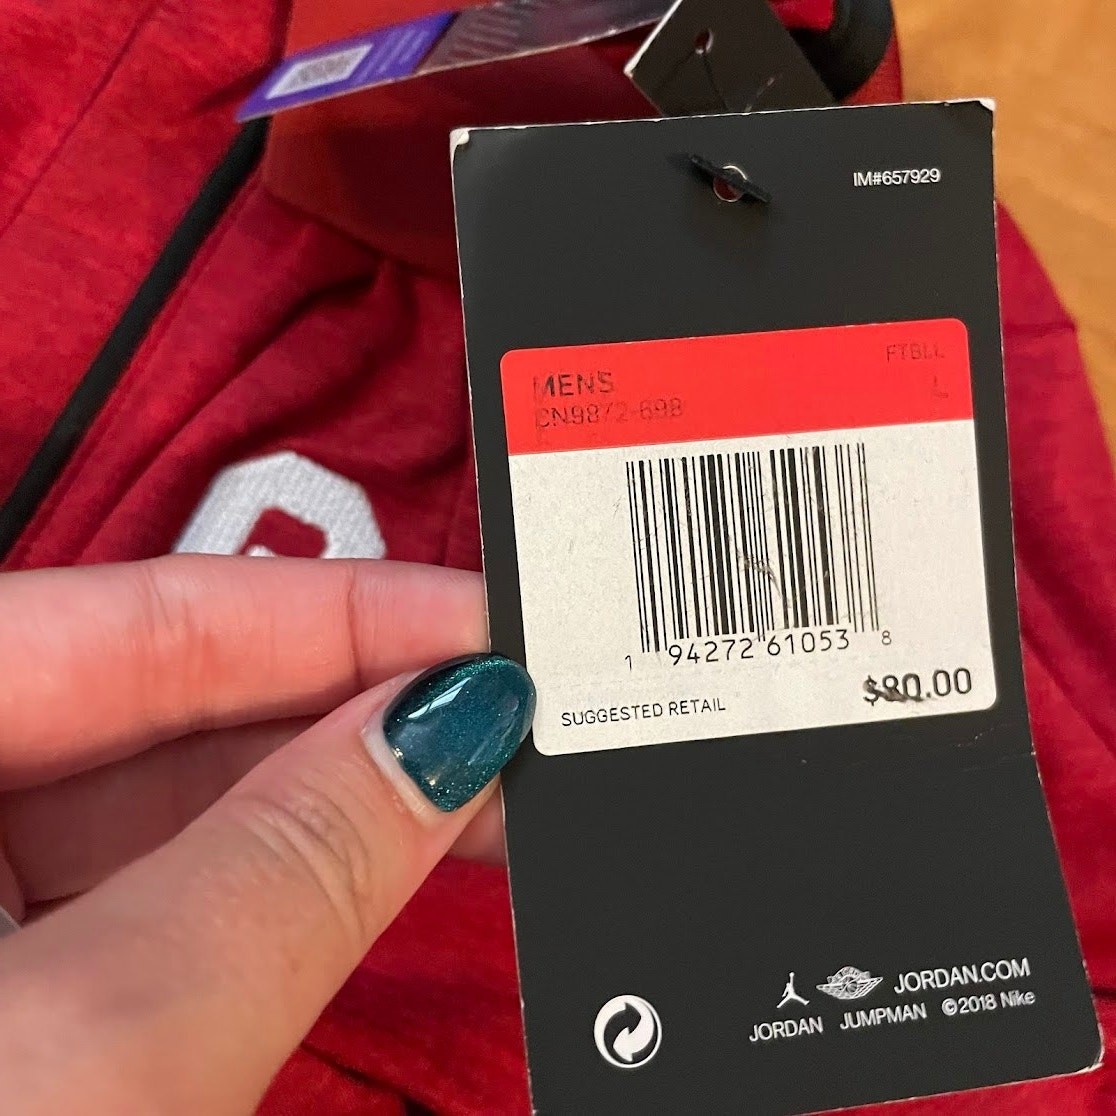 IM#657929
FTBLL
MENS
L
CN9872-698
1 94272 61053 8
$80.00
SUGGESTED RETAIL
JORDAN.COM
JORDAN JUMPMAN ©2018 Nike